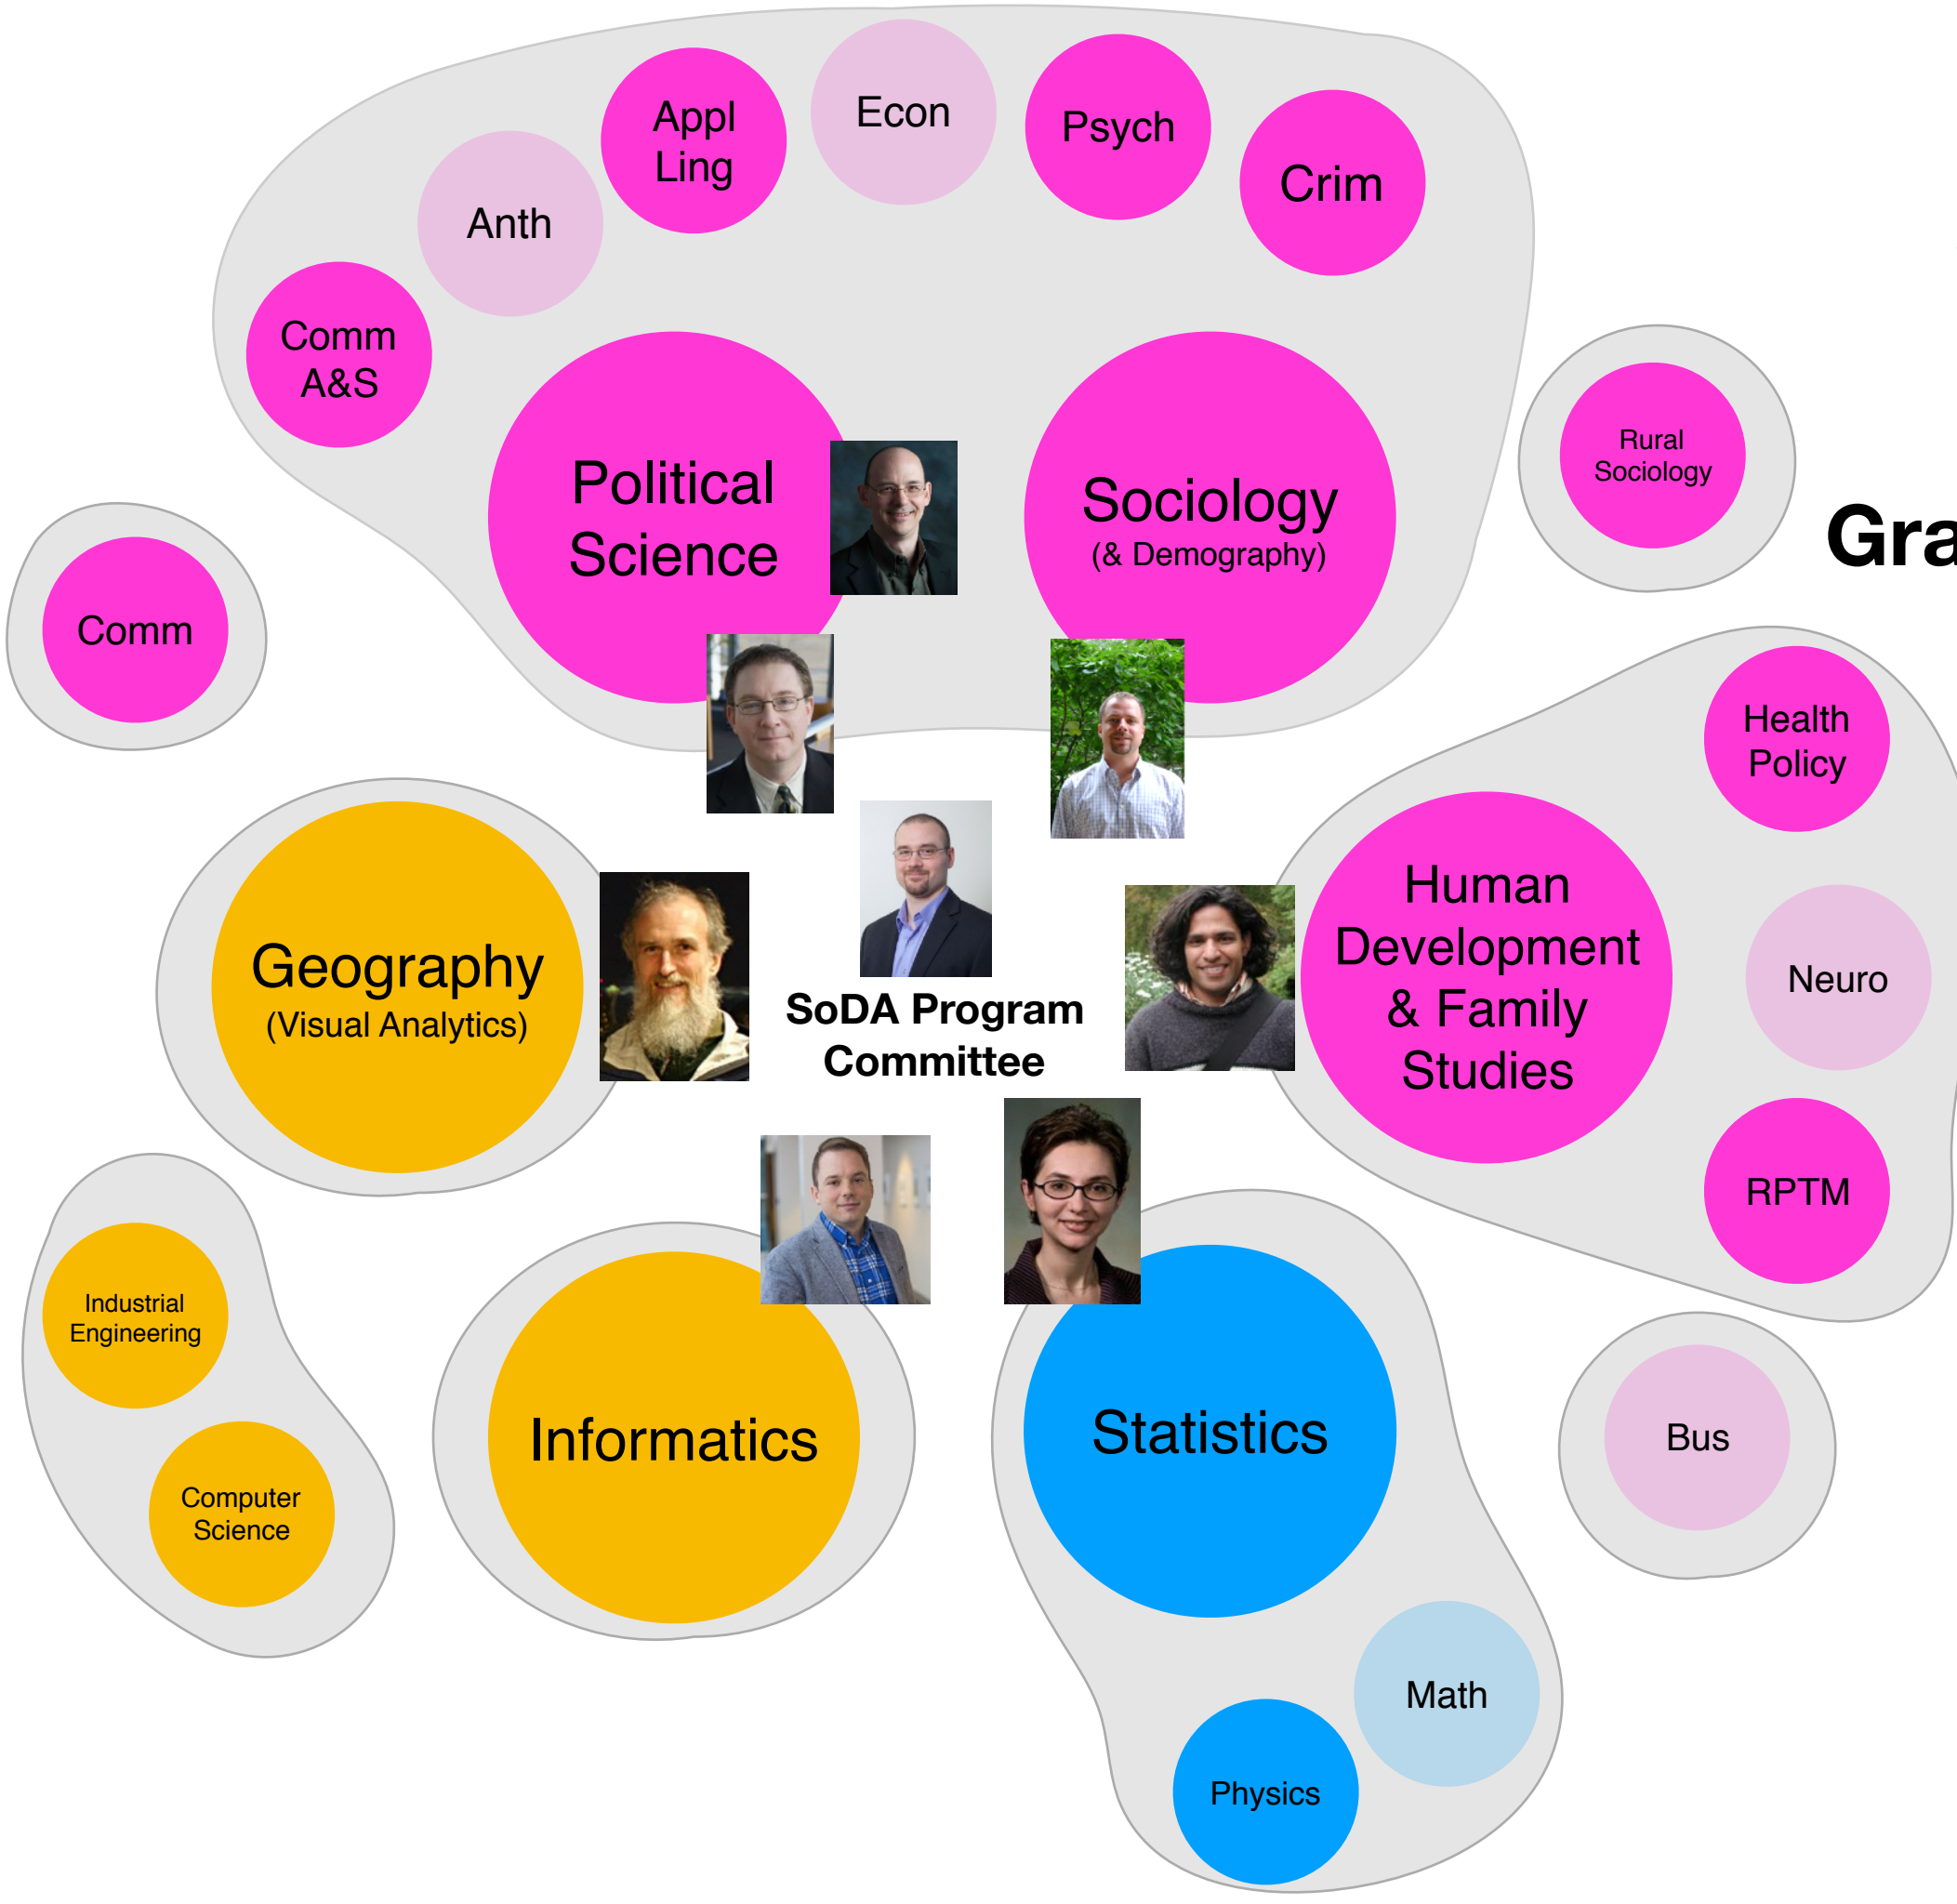 Appl
Ling
Econ
Psych
Crim
Anth
Comm
A&S
Political
Science
Sociology
(& Demography)
Rural
Sociology
Gra
Comm
Health
Policy
Geography
(Visual Analytics)
SoDA Program
Committee
Human
Development
& Family
Studies
Neuro
RPTM
Industrial
Engineering
Computer
Science
Informatics
Statistics
Bus
Math
Physics